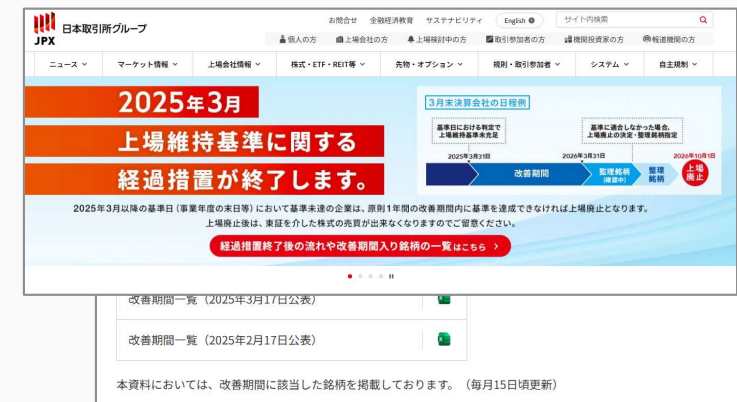 お問合せ 金融経済教育 サステナビリティ English サイト内検索
JPX 日本取引所グループ
個人の方 上場会社の方 上場検討中の方 取引参加者の方 機関投資家の方 報道機関の方
ニュース マーケット情報 上場会社情報 株式・ETF・REIT等 先物・オプション 規則・取引参加者 システム 自主規制
2025年3月
上場維持基準に関する
経過措置が終了します。
3月末決算会社の日程例
基準日における判定で
上場維持基準未充足
基準に適合しなかった場合、
上場廃止の決定・整理銘柄指定
2025年3月31日 2026年3月31日 2026年10月1日
改善期間 監理銘柄
(確認中) 整理
銘柄 上場
廃止
2025年3月以降の基準日(事業年度の末日等)において基準未達の企業は、原則1年間の改善期間内に基準を達成できなければ上場廃止となります。
上場廃止後は、東証を介した株式の売買が出来なくなりますのでご留意ください。
経過措置終了後の流れや改善期間入り銘柄の一覧はこちら
改善期間一覧(2025年3月17日公表)
改善期間一覧(2025年2月17日公表)
本資料においては、改善期間に該当した銘柄を掲載しております。(毎月15日頃更新)